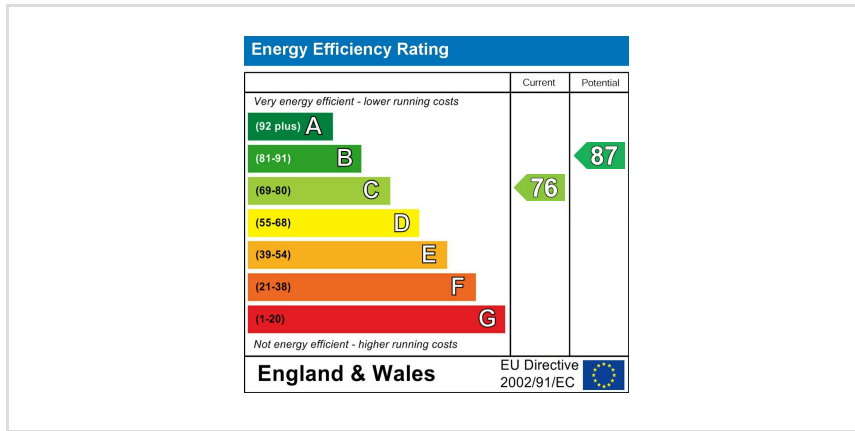 Energy Efficiency Rating
Current Potential
Very energy efficient - lower running costs
(92 plus) A
(81-91) B 87
(69-80) C 76
(55-68) D
(39-54) E
(21-38) F
(1-20) G
Not energy efficient - higher running costs
England & Wales
EU Directive
2002/91/EC